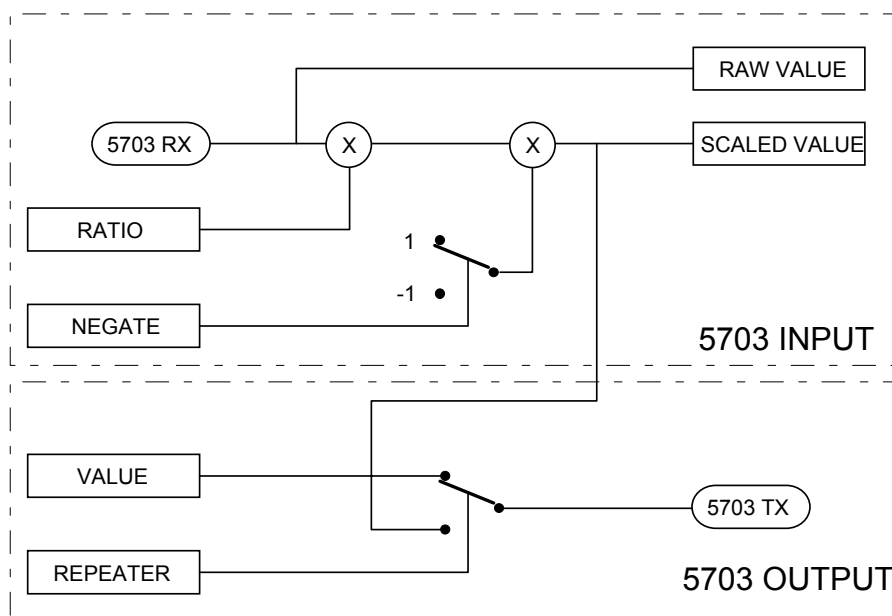 RAW VALUE
5703 RX
X
X
SCALED VALUE
RATIO
1
-1
NEGATE
5703 INPUT
VALUE
5703 TX
REPEATER
5703 OUTPUT